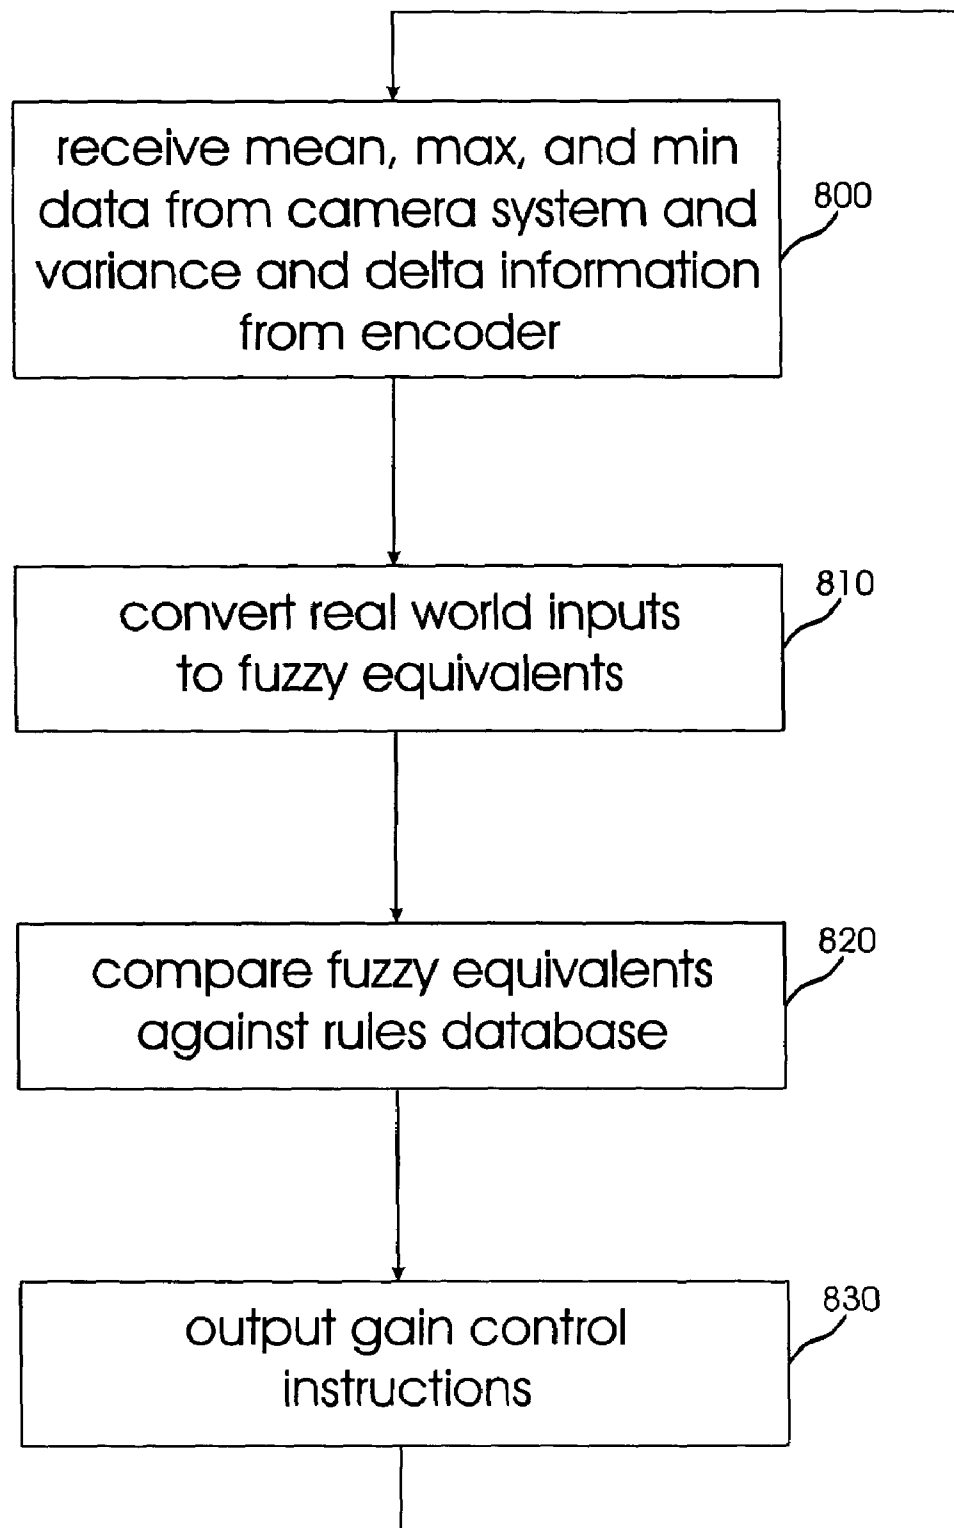 receive mean, max, and min
data from camera system and
variance and delta information
from encoder
800
convert real world inputs
to fuzzy equivalents
810
compare fuzzy equivalents
against rules database
820
output gain control
instructions
830